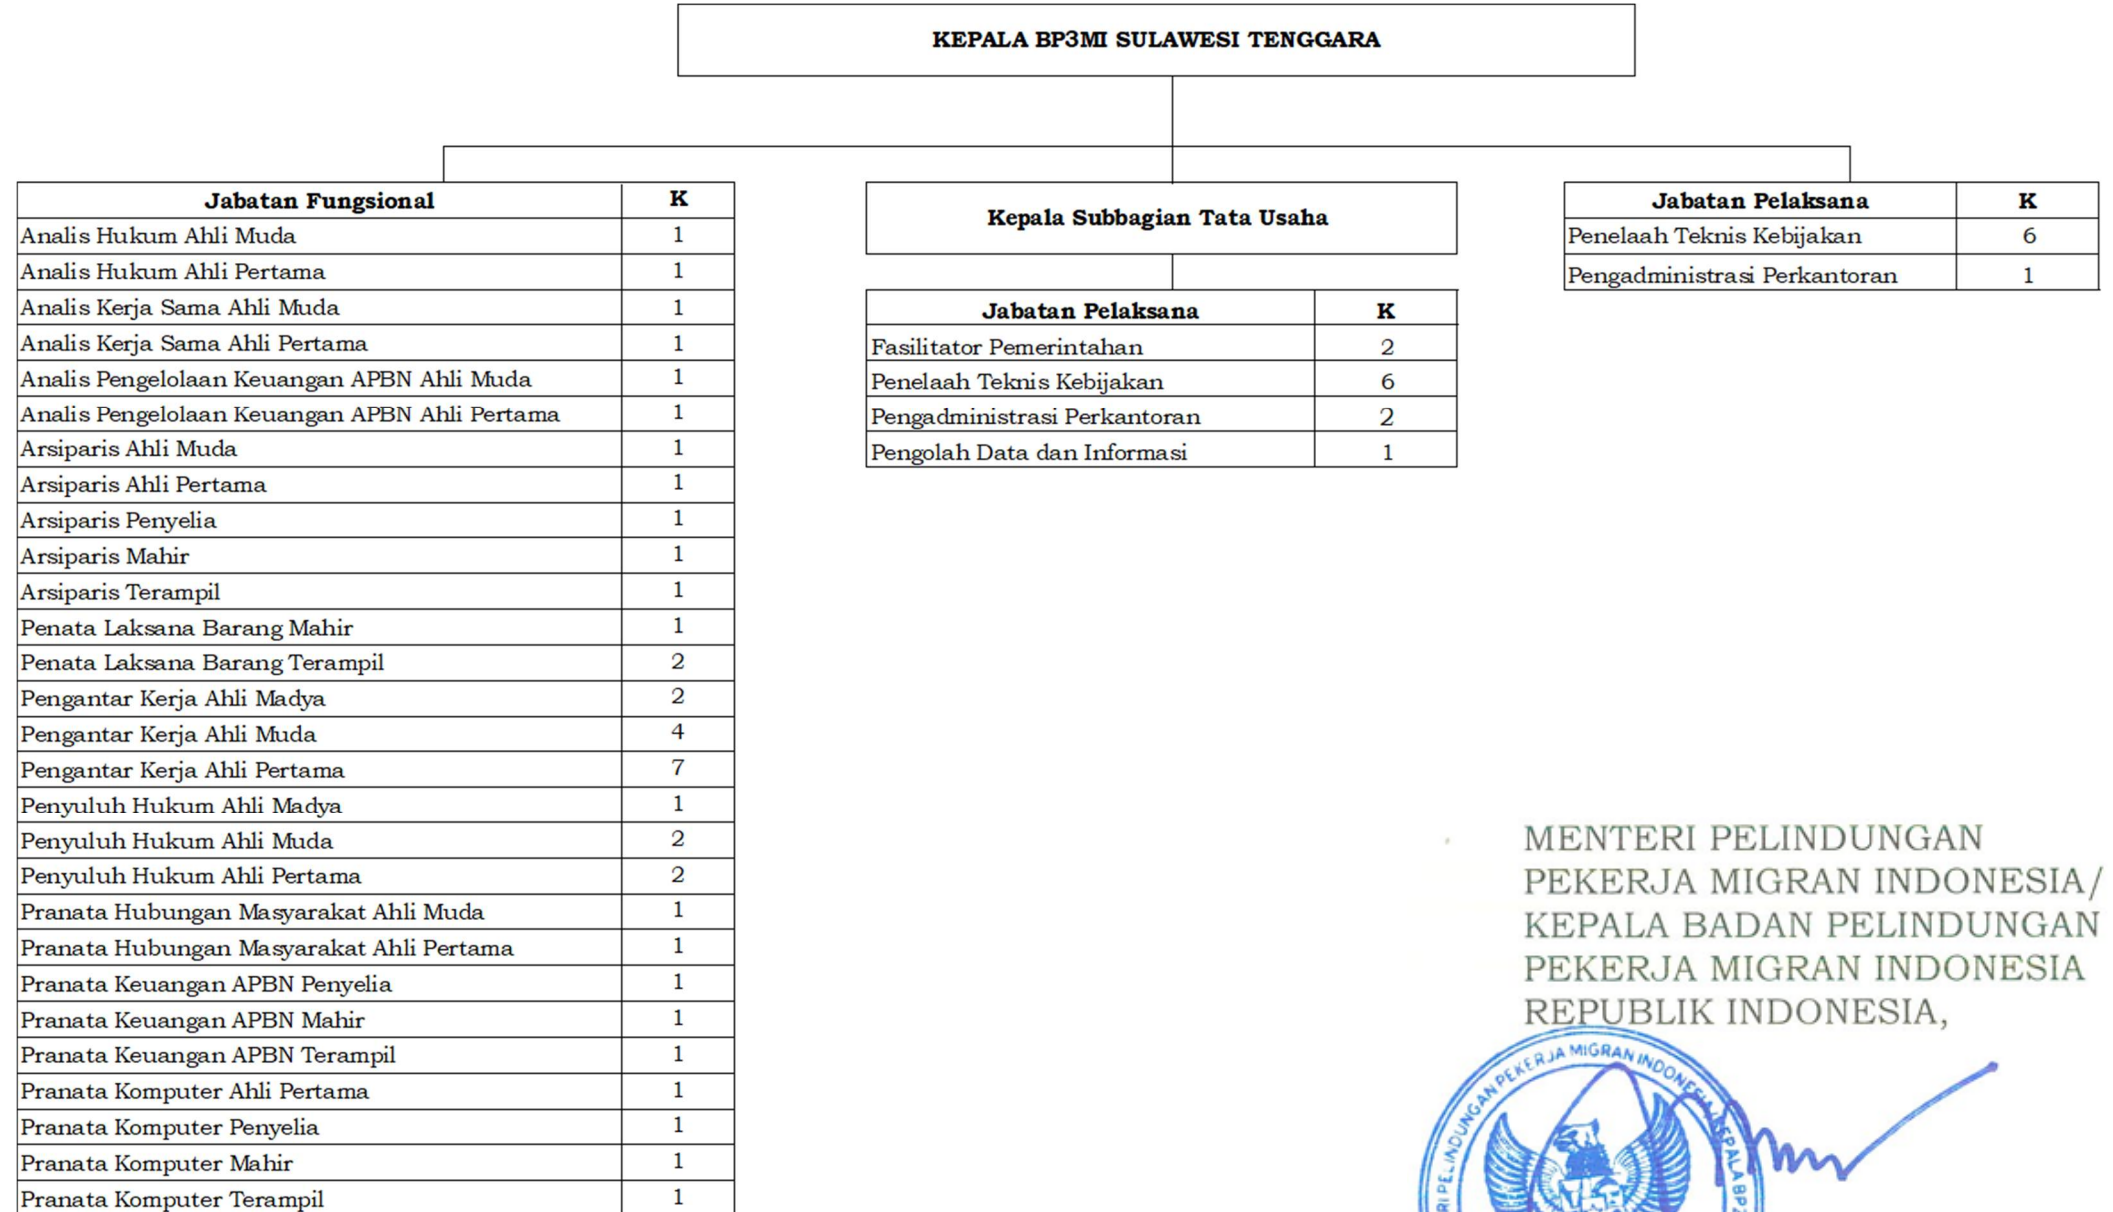 KEPALA BP3MI SULAWESI TENGGARA
Jabatan Fungsional K
Analis Hukum Ahli Muda 1
Analis Hukum Ahli Pertama 1
Analis Kerja Sama Ahli Muda 1
Analis Kerja Sama Ahli Pertama 1
Analis Pengelolaan Keuangan APBN Ahli Muda 1
Analis Pengelolaan Keuangan APBN Ahli Pertama 1
Arsiparis Ahli Muda 1
Arsiparis Ahli Pertama 1
Arsiparis Penyelia 1
Arsiparis Mahir 1
Arsiparis Terampil 1
Penata Laksana Barang Mahir 1
Penata Laksana Barang Terampil 2
Pengantar Kerja Ahli Madya 2
Pengantar Kerja Ahli Muda 4
Pengantar Kerja Ahli Pertama 7
Penyuluh Hukum Ahli Madya 1
Penyuluh Hukum Ahli Muda 2
Penyuluh Hukum Ahli Pertama 2
Pranata Hubungan Masyarakat Ahli Muda 1
Pranata Hubungan Masyarakat Ahli Pertama 1
Pranata Keuangan APBN Penyelia 1
Pranata Keuangan APBN Mahir 1
Pranata Keuangan APBN Terampil 1
Pranata Komputer Ahli Pertama 1
Pranata Komputer Penyelia 1
Pranata Komputer Mahir 1
Pranata Komputer Terampil 1
Kepala Subbagian Tata Usaha
Jabatan Pelaksana K
Fasilitator Pemerintahan 2
Penelaah Teknis Kebijakan 6
Pengadministrasi Perkantoran 2
Pengolah Data dan Informasi 1
Jabatan Pelaksana K
Penelaah Teknis Kebijakan 6
Pengadministrasi Perkantoran 1
MENTERI PELINDUNGAN
PEKERJA MIGRAN INDONESIA/
KEPALA BADAN PELINDUNGAN
PEKERJA MIGRAN INDONESIA
REPUBLIK INDONESIA,
PELINDUNGAN PEKERJA MIGRAN INDONESIA/KEPALA